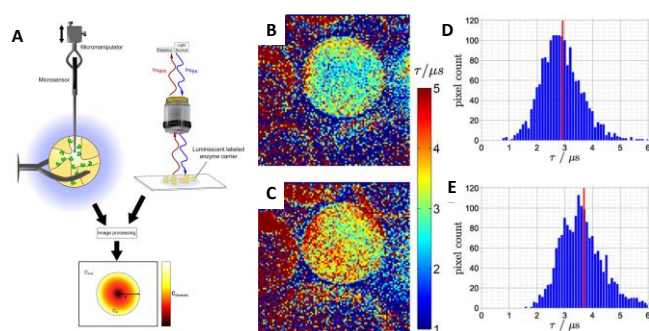 A
Micromanipulator
Microsensor
Light
Source
Detector
Luminescent labeled
enzyme carrier
Image processing
B
τ/μs
5
4
3
2
1
C
D
pixel count
120
100
80
60
40
20
0
0 1 2 3 4 5 6
τ / μs
E
pixel count
120
100
80
60
40
20
0
0 1 2 3 4 5 6
τ / μs